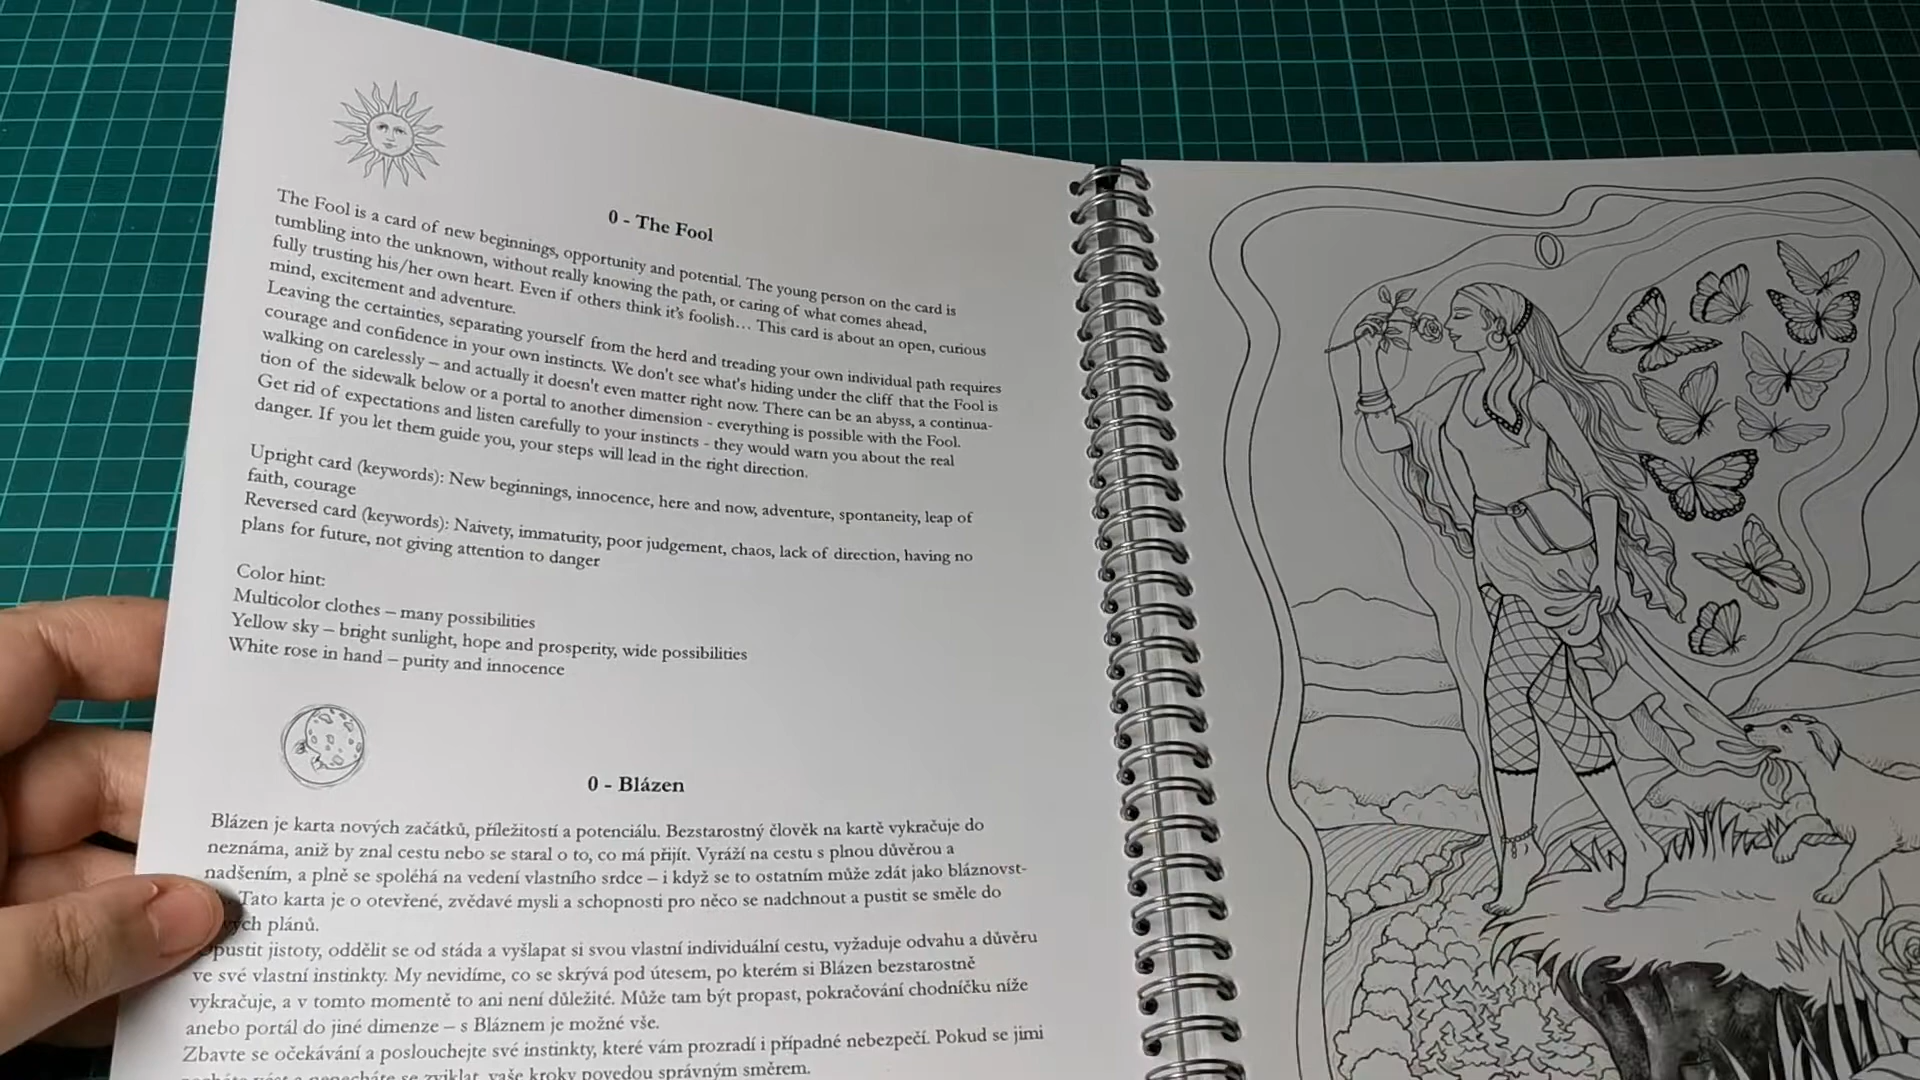 0 - The Fool
The Fool is a card of new beginnings, opportunity and potential. The young person on the card is
tumbling into the unknown, without really knowing the path, or caring of what comes ahead,
fully trusting his/her own heart. Even if others think it's foolish… This card is about an open, curious
mind, excitement and adventure.
Leaving the certainties, separating yourself from the herd and treading your own individual path requires
courage and confidence in your own instincts. We don't see what's hiding under the cliff that the Fool is
walking on carelessly – and actually it doesn't even matter right now. There can be an abyss, a continua-
tion of the sidewalk below or a portal to another dimension - everything is possible with the Fool.
Get rid of expectations and listen carefully to your instincts - they would warn you about the real
danger. If you let them guide you, your steps will lead in the right direction.
Upright card (keywords): New beginnings, innocence, here and now, adventure, spontaneity, leap of
faith, courage
Reversed card (keywords): Naivety, immaturity, poor judgement, chaos, lack of direction, having no
plans for future, not giving attention to danger
Color hint:
Multicolor clothes – many possibilities
Yellow sky – bright sunlight, hope and prosperity, wide possibilities
White rose in hand – purity and innocence
0 - Blázen
Blázen je karta nových začátků, příležitostí a potenciálu. Bezstarostný člověk na kartě vykračuje do
neznáma, aniž by znal cestu nebo se staral o to, co má přijít. Vyráží na cestu s plnou důvěrou a
nadšením, a plně se spoléhá na vedení vlastního srdce – i když se to ostatním může zdát jako bláznovst-
Tato karta je o otevřené, zvědavé mysli a schopnosti pro něco se nadchnout a pustit se směle do
plánů.
Opustit jistoty, oddělit se od stáda a vyšlapat si svou vlastní individuální cestu, vyžaduje odvahu a důvěru
ve své vlastní instinkty. My nevidíme, co se skrývá pod útesem, po kterém si Blázen bezstarostně
vykračuje, a v tomto momentě to ani není důležité. Může tam být propast, pokračování chodníčku níže
anebo portál do jiné dimenze – s Bláznem je možné vše.
Zbavte se očekávání a poslouchejte své instinkty, které vám prozradí i případné nebezpečí. Pokud se jimi
vaše kroky povedou správným směrem.
0